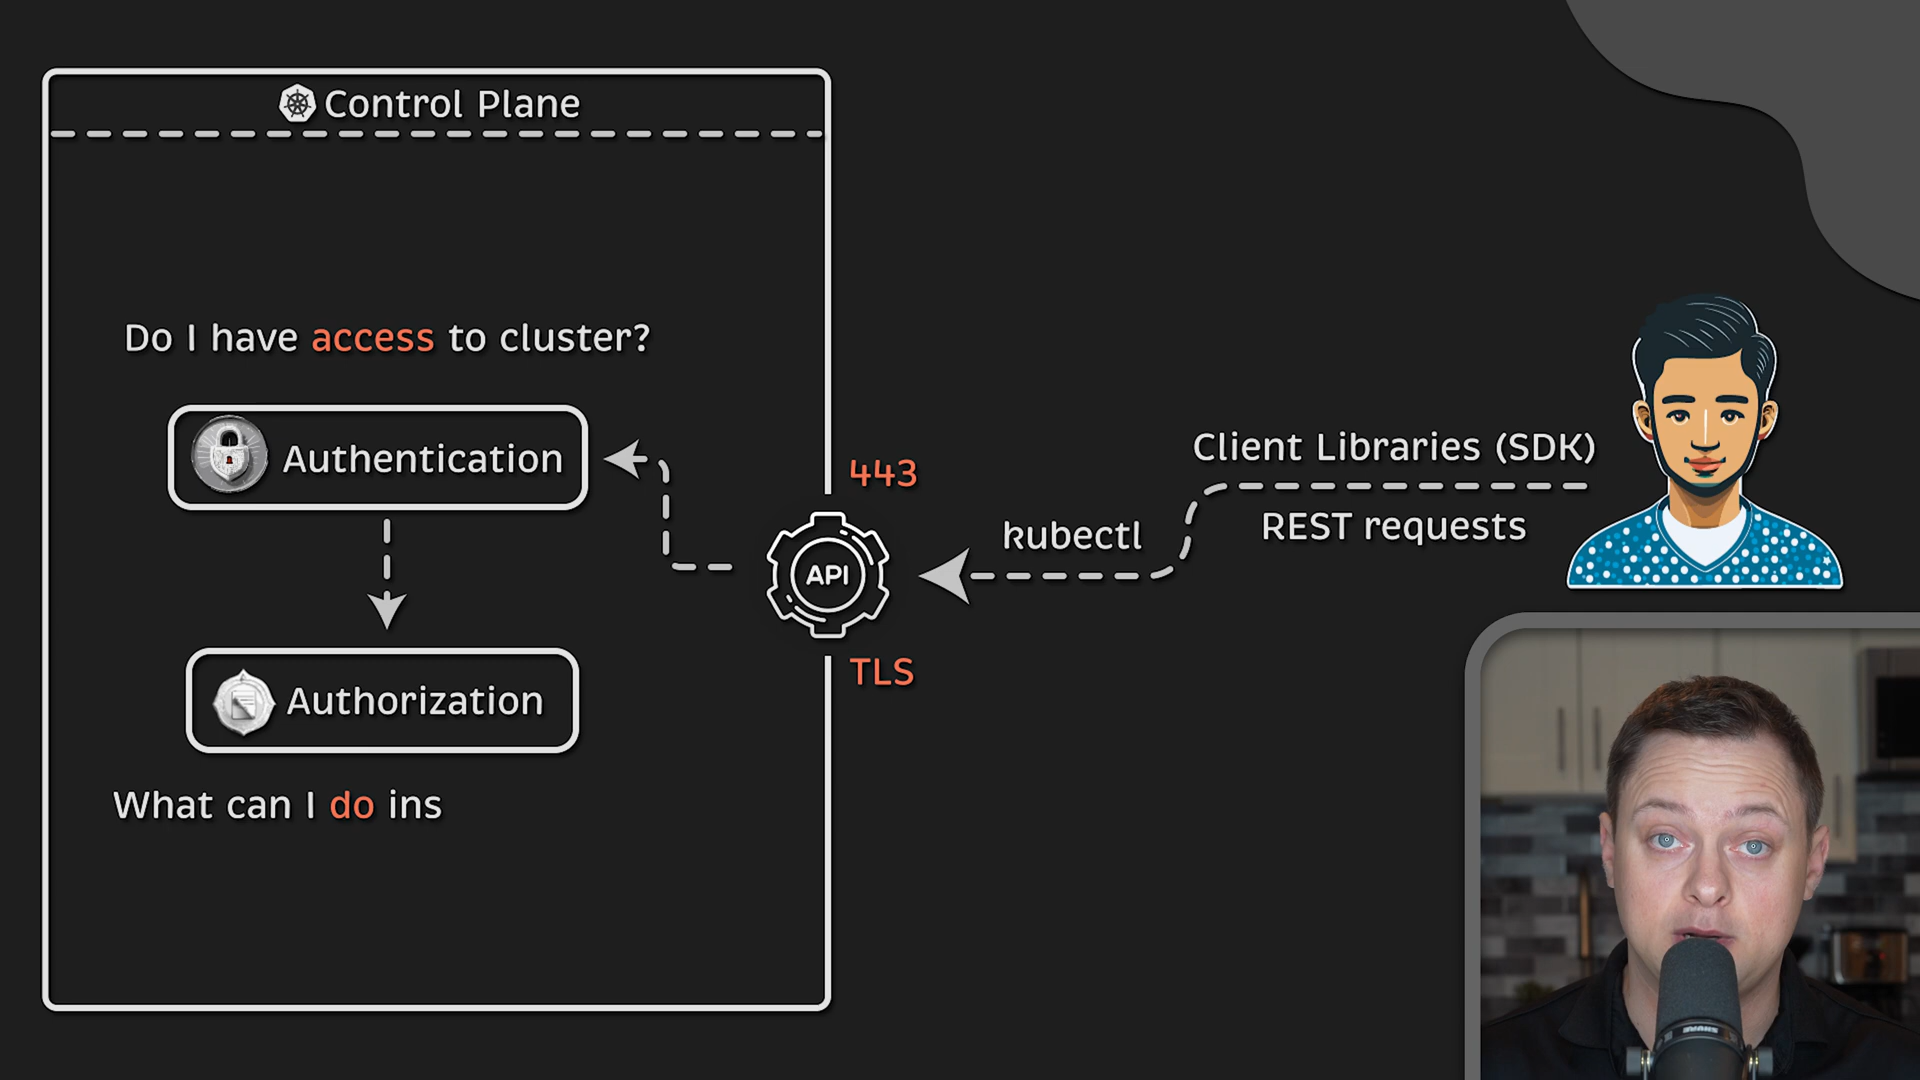 Control Plane
Do I have access to cluster?
Authentication
Authorization
What can I do ins
443
API
TLS
kubectl
Client Libraries (SDK)
REST requests
SHURE